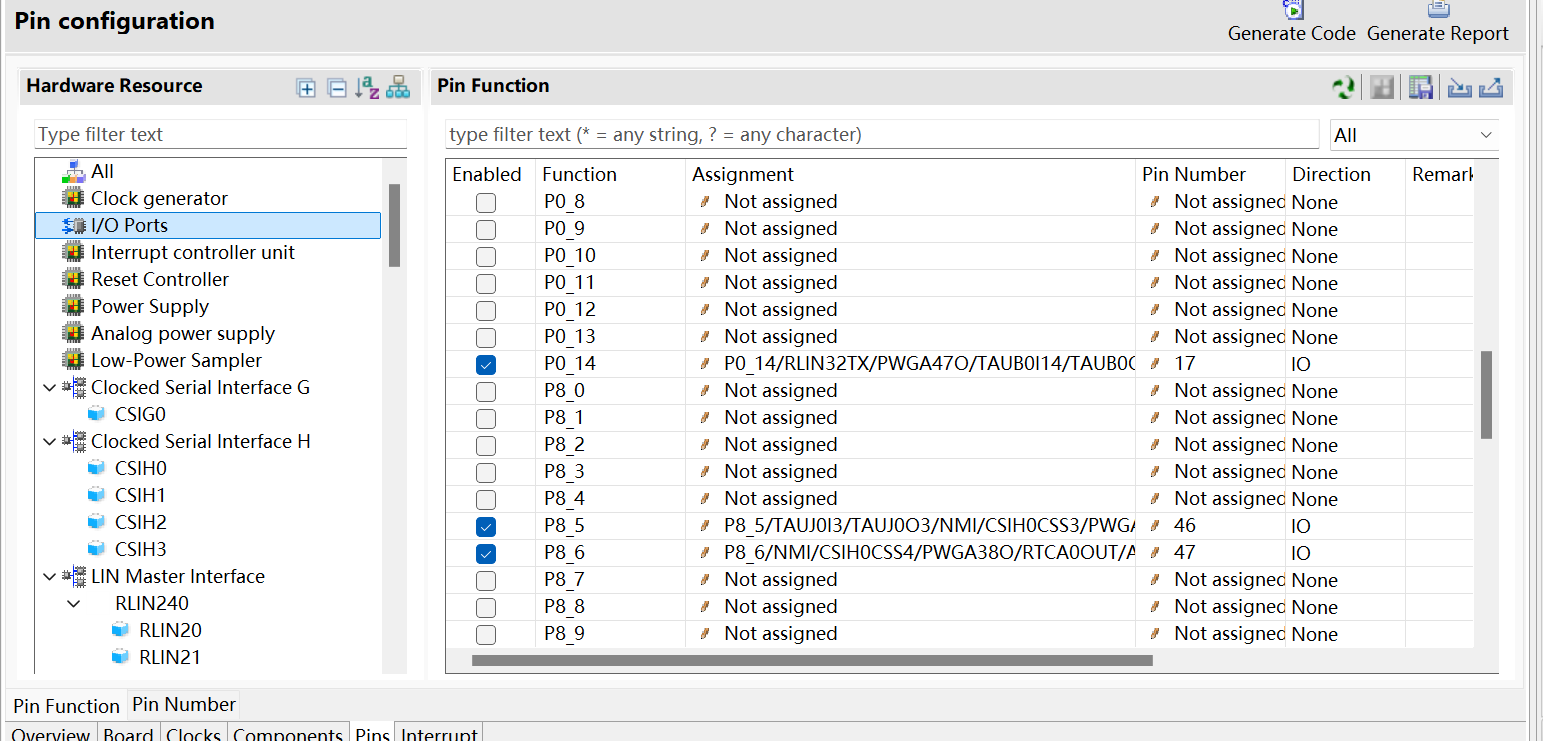 Pin configuration
Generate Code Generate Report
Hardware Resource
Type filter text
All
Clock generator
I/O Ports
Interrupt controller unit
Reset Controller
Power Supply
Analog power supply
Low-Power Sampler
Clocked Serial Interface G
CSIG0
Clocked Serial Interface H
CSIH0
CSIH1
CSIH2
CSIH3
LIN Master Interface
RLIN240
RLIN20
RLIN21
Pin Function
type filter text (* = any string, ? = any character) All
Enabled Function Assignment Pin Number Direction Remark
P0_8 Not assigned Not assigned None
P0_9 Not assigned Not assigned None
P0_10 Not assigned Not assigned None
P0_11 Not assigned Not assigned None
P0_12 Not assigned Not assigned None
P0_13 Not assigned Not assigned None
P0_14 P0_14/RLIN32TX/PWGA47O/TAUB0I14/TAUB0O 17 IO
P8_0 Not assigned Not assigned None
P8_1 Not assigned Not assigned None
P8_2 Not assigned Not assigned None
P8_3 Not assigned Not assigned None
P8_4 Not assigned Not assigned None
P8_5 P8_5/TAUJ0I3/TAUJ0O3/NMI/CSIH0CSS3/PWGA 46 IO
P8_6 P8_6/NMI/CSIH0CSS4/PWGA38O/RTCA0OUT/A 47 IO
P8_7 Not assigned Not assigned None
P8_8 Not assigned Not assigned None
P8_9 Not assigned Not assigned None
Pin Function Pin Number
Overview Board Clocks Components Pins Interrupt